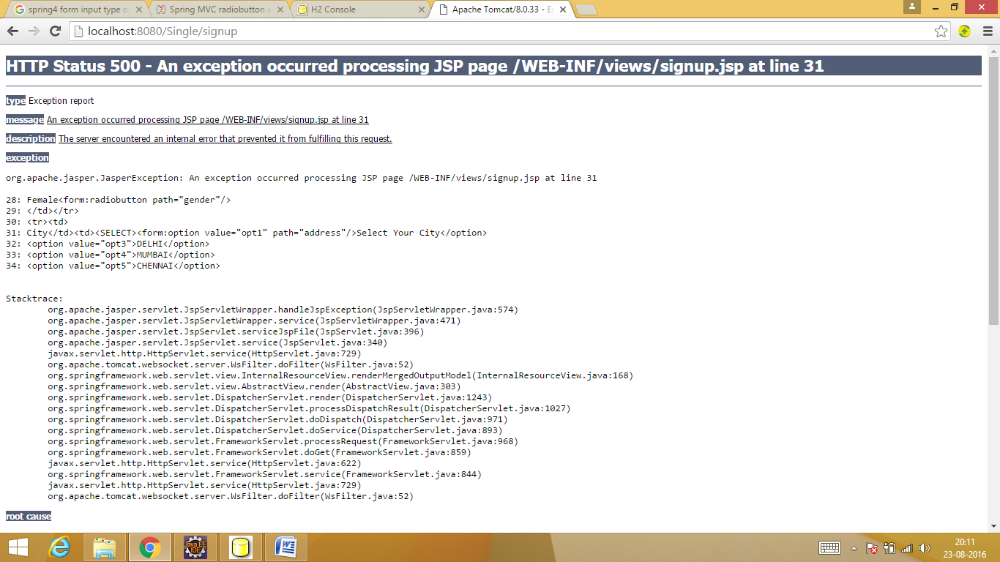 spring4 form input type o
Spring MVC radiobutton a
H2 Console
Apache Tomcat/8.0.33 - E
localhost:8080/Single/signup
HTTP Status 500 - An exception occurred processing JSP page /WEB-INF/views/signup.jsp at line 31
type Exception report
message An exception occurred processing JSP page /WEB-INF/views/signup.jsp at line 31
description The server encountered an internal error that prevented it from fulfilling this request.
exception
org.apache.jasper.JasperException: An exception occurred processing JSP page /WEB-INF/views/signup.jsp at line 31
28: Female<form:radiobutton path="gender"/>
29: </td></tr>
30: <tr><td>
31: City</td><td><SELECT><form:option value="opt1" path="address"/>Select Your City</option>
32: <option value="opt3">DELHI</option>
33: <option value="opt4">MUMBAI</option>
34: <option value="opt5">CHENNAI</option>
Stacktrace:
org.apache.jasper.servlet.JspServletWrapper.handleJspException(JspServletWrapper.java:574)
org.apache.jasper.servlet.JspServletWrapper.service(JspServletWrapper.java:471)
org.apache.jasper.servlet.JspServlet.serviceJspFile(JspServlet.java:396)
org.apache.jasper.servlet.JspServlet.service(JspServlet.java:340)
javax.servlet.http.HttpServlet.service(HttpServlet.java:729)
org.apache.tomcat.websocket.server.WsFilter.doFilter(WsFilter.java:52)
org.springframework.web.servlet.view.InternalResourceView.renderMergedOutputModel(InternalResourceView.java:168)
org.springframework.web.servlet.view.AbstractView.render(AbstractView.java:303)
org.springframework.web.servlet.DispatcherServlet.render(DispatcherServlet.java:1243)
org.springframework.web.servlet.DispatcherServlet.processDispatchResult(DispatcherServlet.java:1027)
org.springframework.web.servlet.DispatcherServlet.doDispatch(DispatcherServlet.java:971)
org.springframework.web.servlet.DispatcherServlet.doService(DispatcherServlet.java:893)
org.springframework.web.servlet.FrameworkServlet.processRequest(FrameworkServlet.java:968)
org.springframework.web.servlet.FrameworkServlet.doGet(FrameworkServlet.java:859)
javax.servlet.http.HttpServlet.service(HttpServlet.java:622)
org.springframework.web.servlet.FrameworkServlet.service(FrameworkServlet.java:844)
javax.servlet.http.HttpServlet.service(HttpServlet.java:729)
org.apache.tomcat.websocket.server.WsFilter.doFilter(WsFilter.java:52)
root cause
Java EE
IDE
20:11
23-08-2016